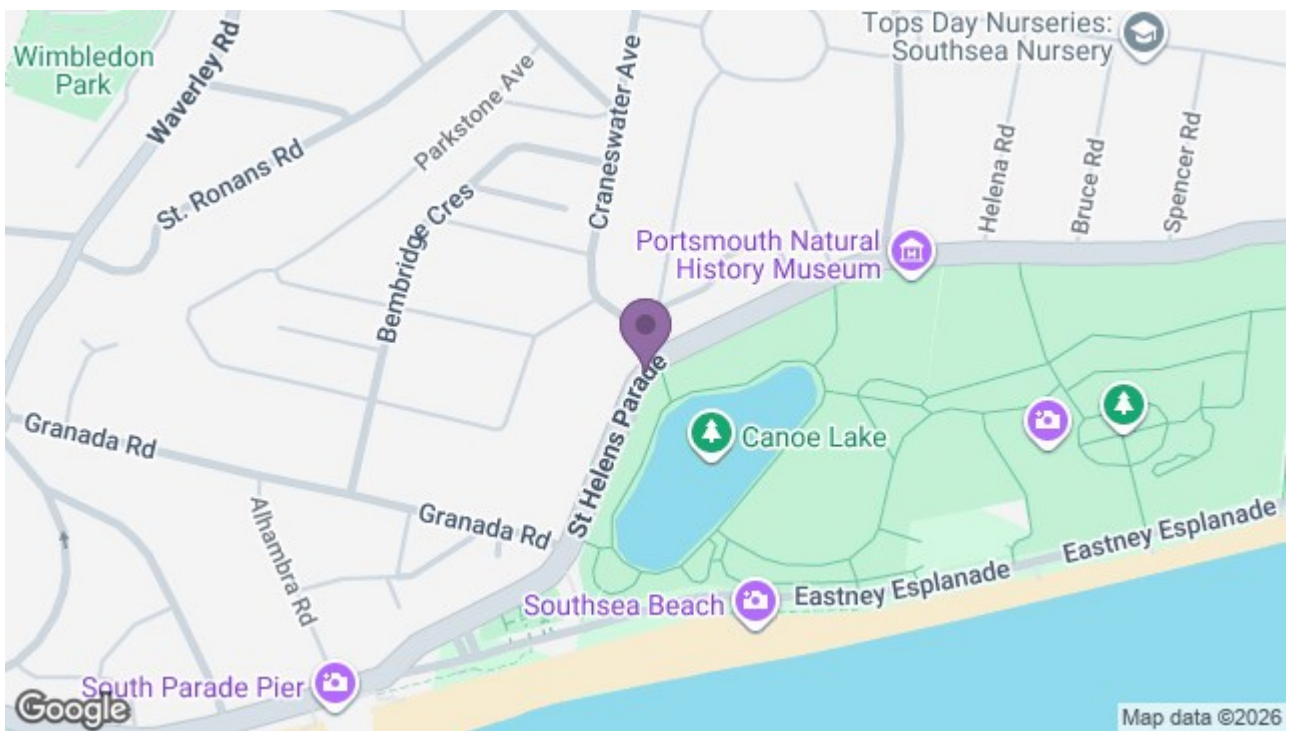 Wimbledon
Park
Waverley Rd
St. Ronans Rd
Parkstone Ave
Craneswater Ave
Bembridge Cres
Tops Day Nurseries:
Southsea Nursery
Helena Rd
Bruce Rd
Spencer Rd
Portsmouth Natural
History Museum
St Helens Parade
Canoe Lake
Granada Rd
Granada Rd
Alhambra Rd
Eastney Esplanade
Eastney Esplanade
Southsea Beach
South Parade Pier
Google
Map data ©2026